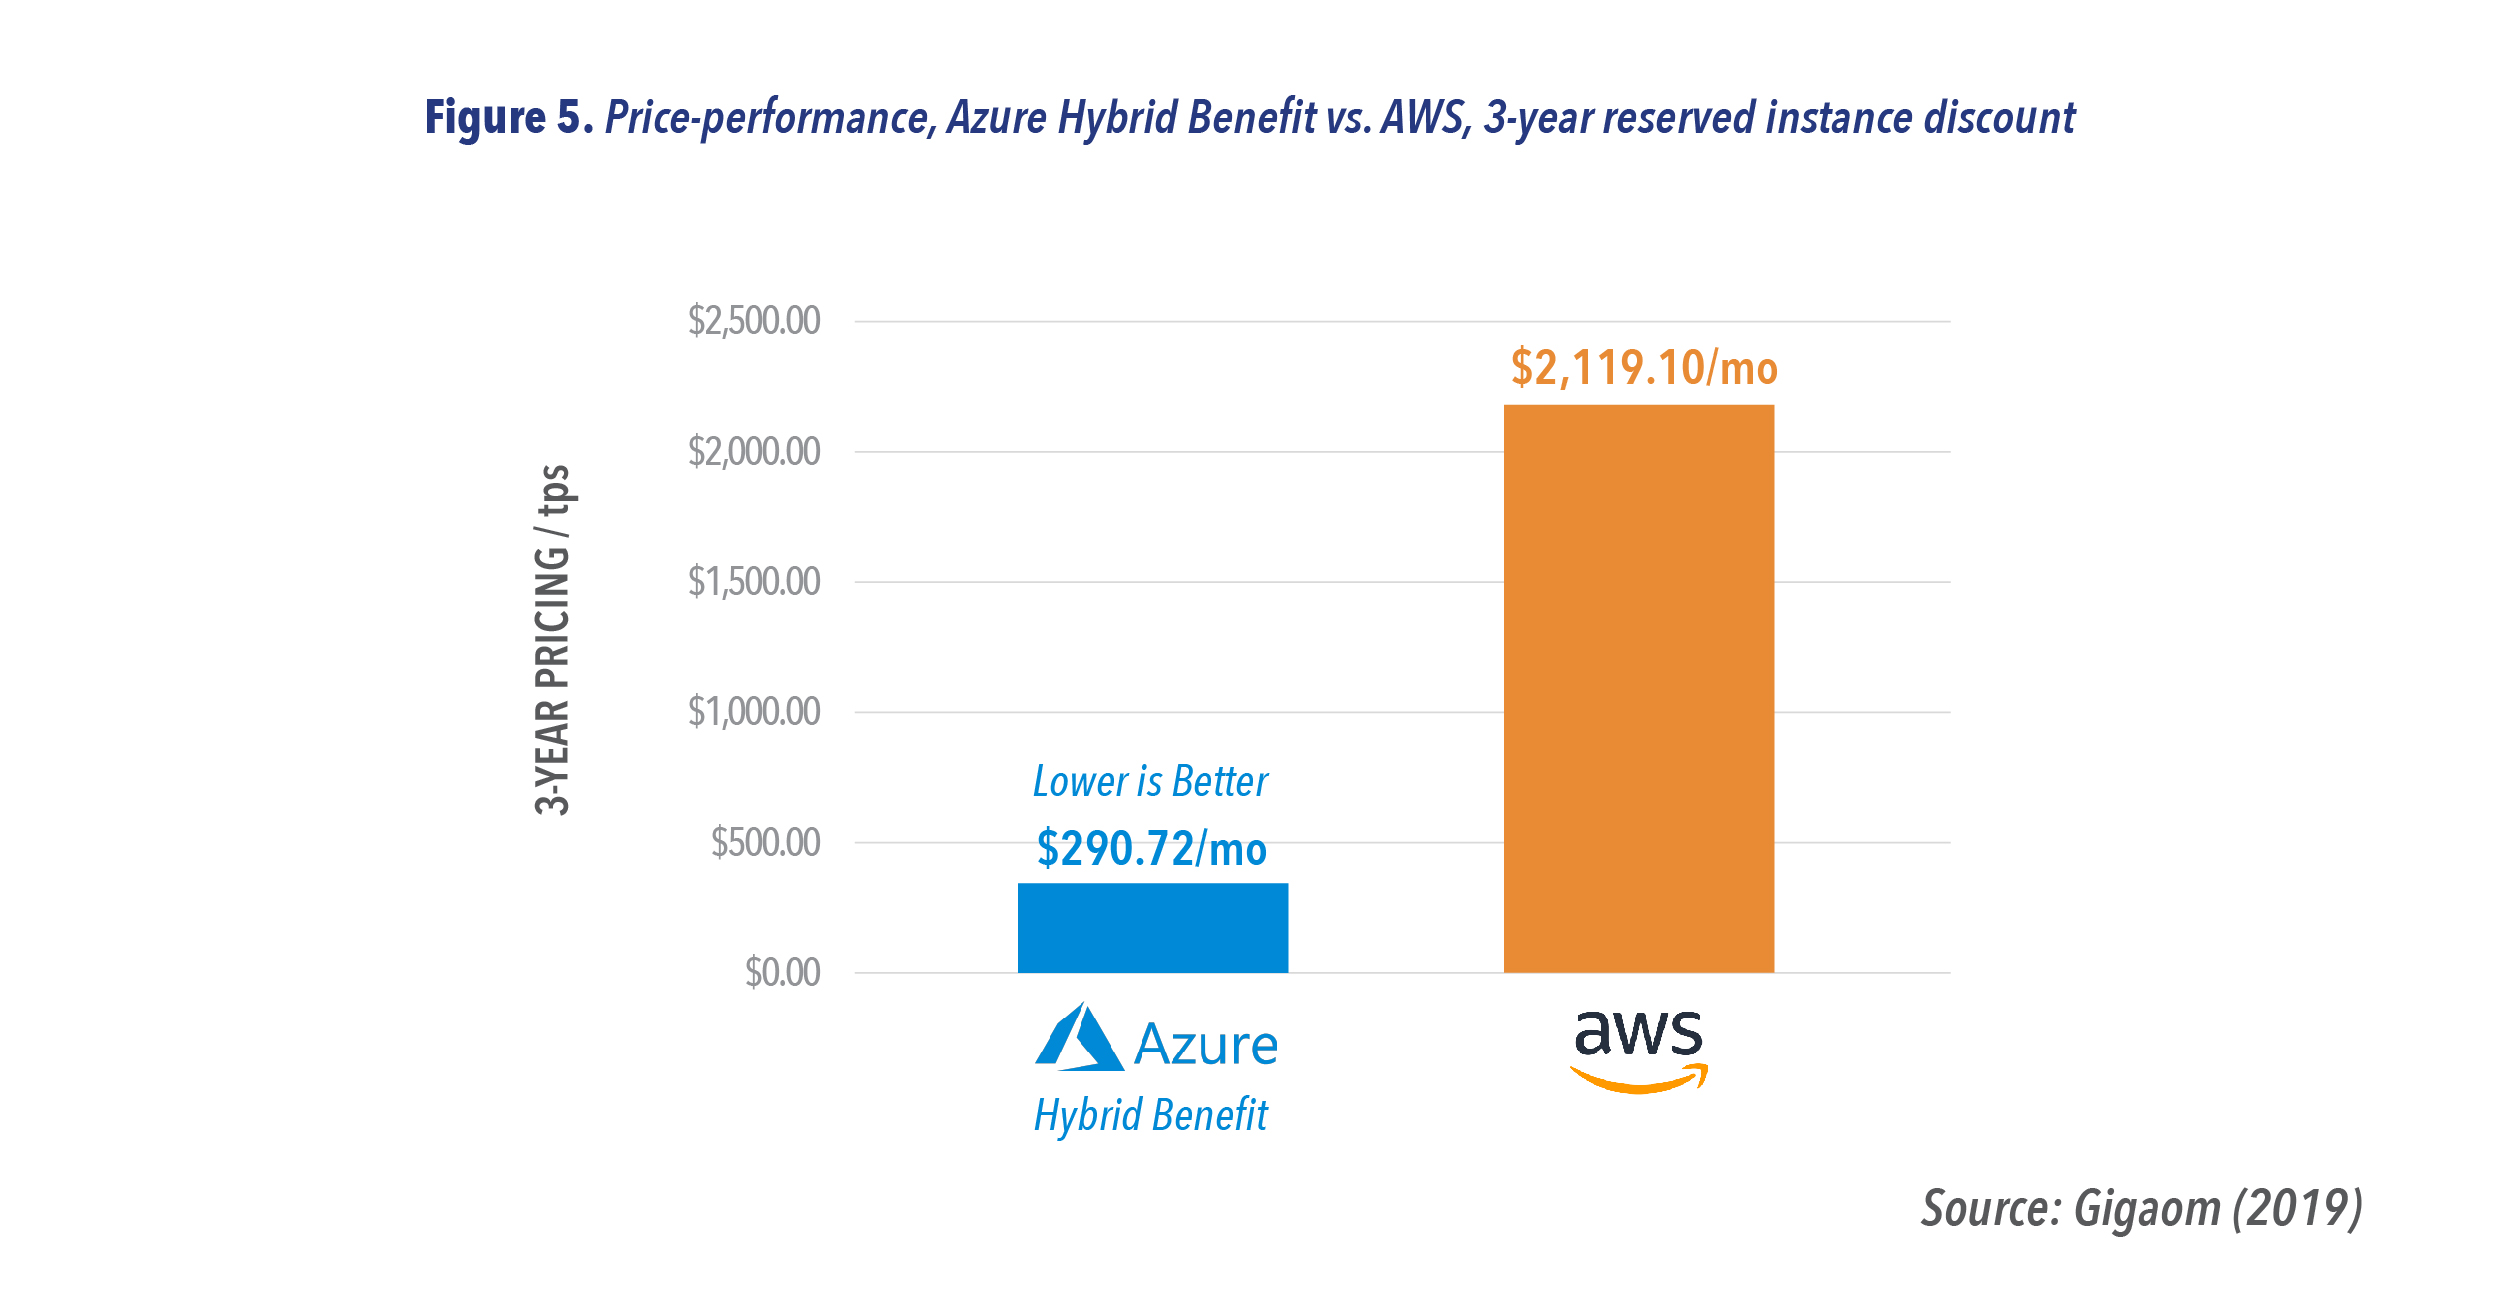 Figure 5. Price-performance, Azure Hybrid Benefit vs. AWS, 3-year reserved instance discount
3-YEAR PRICING / tps
$2,500.00
$2,000.00
$1,500.00
$1,000.00
$500.00
$0.00
$2,119.10/mo
Lower is Better
$290.72/mo
Azure
Hybrid Benefit
aws
Source: Gigaom (2019)